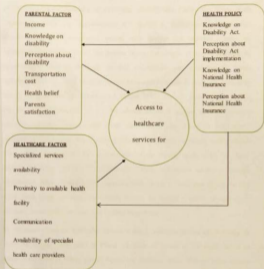 PARENTAL FACTOR
Income
Knowledge on
disability
Perception about
disability
Transportation
cost
Health belief
Parents
satisfaction
HEALTH POLICY
Knowledge on
Disability Act.
Perception about
Disability Act
implementation
Knowledge on
National Health
Insurance
Perception about
National Health
Insurance
Access to
healthcare
services for
HEALTHCARE FACTOR
Specialized services
availability
Proximity to available health
facility
Communication
Availability of specialist
health care providers